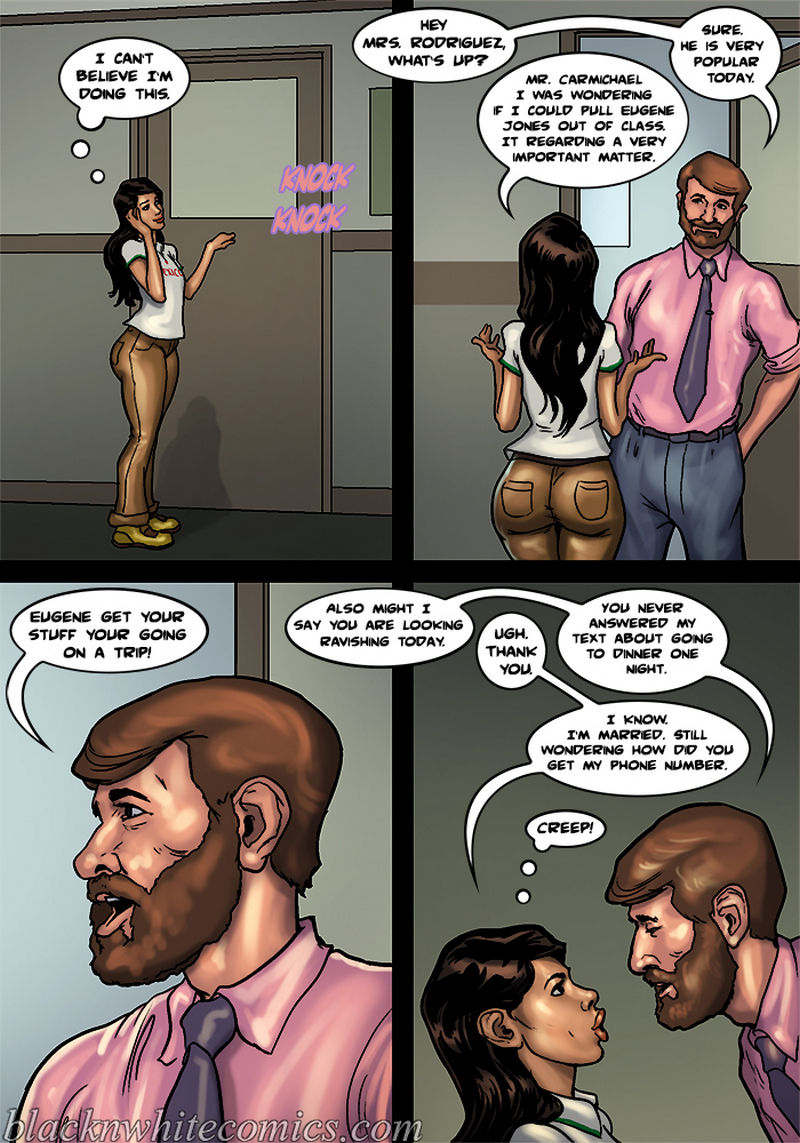 I CAN'T
BELIEVE I'M
DOING THIS.
KNOCK
KNOCK
HEY
MRS. RODRIGUEZ,
WHAT'S UP?
MR. CARMICHAEL
I WAS WONDERING
IF I COULD PULL EUGENE
JONES OUT OF CLASS.
IT REGARDING A VERY
IMPORTANT MATTER.
SURE.
HE IS VERY
POPULAR
TODAY.
EUGENE GET YOUR
STUFF YOUR GOING
ON A TRIP!
ALSO MIGHT I
SAY YOU ARE LOOKING
RAVISHING TODAY.
UGH.
THANK
YOU.
YOU NEVER
ANSWERED MY
TEXT ABOUT GOING
TO DINNER ONE
NIGHT.
I KNOW.
I'M MARRIED. STILL
WONDERING HOW DID YOU
GET MY PHONE NUMBER.
CREEP!
blacknwhitecomics.com